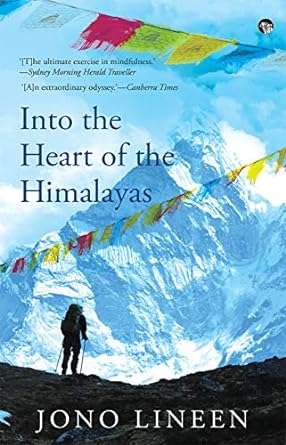 '[T]he ultimate exercise in mindfulness.'
—Sydney Morning Herald Traveller
'[A]n extraordinary odyssey.'—Canberra Times
Into the
Heart of the
Himalayas
JONO LINEEN